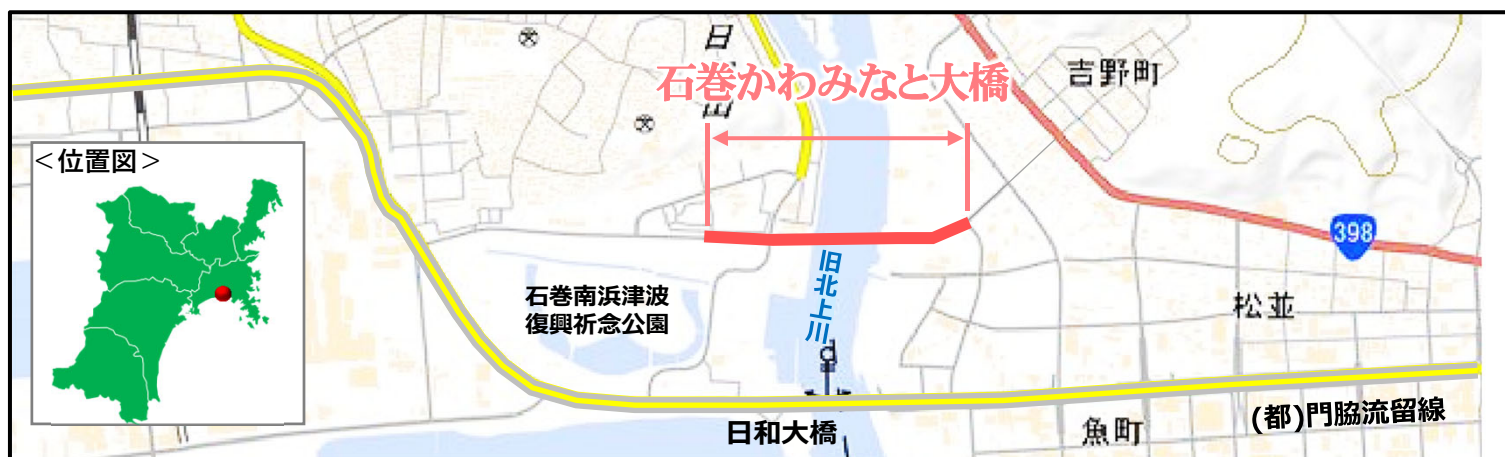 石巻かわみなと大橋
吉野町
<位置図>
398
旧北上川
石巻南浜津波
復興祈念公園
松並
日和大橋
魚町
(都)門脇流留線